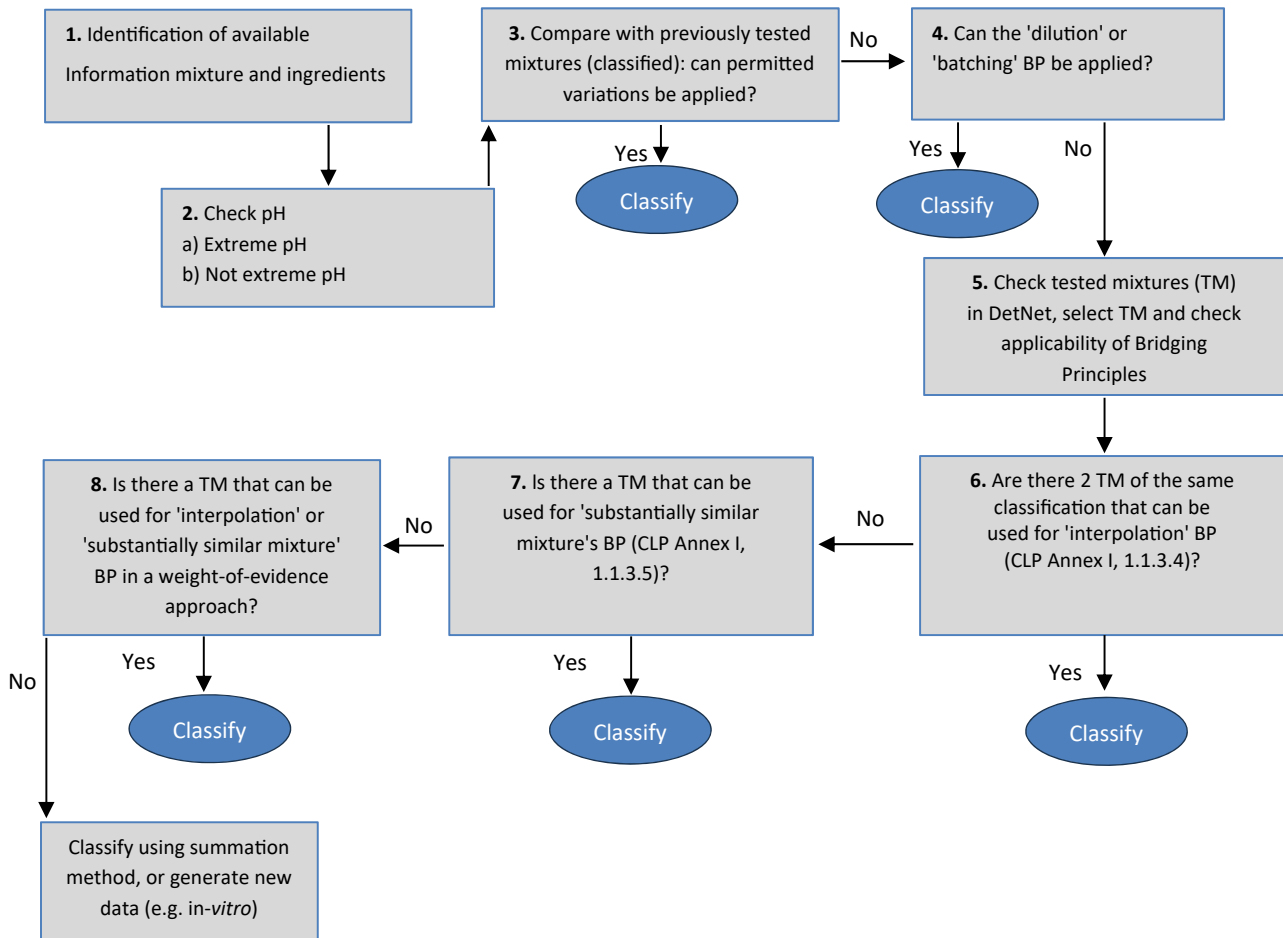 1. Identification of available
Information mixture and ingredients
2. Check pH
a) Extreme pH
b) Not extreme pH
3. Compare with previously tested
mixtures (classified): can permitted
variations be applied?
No
Yes
Classify
4. Can the 'dilution' or
'batching' BP be applied?
Yes
No
Classify
5. Check tested mixtures (TM)
in DetNet, select TM and check
applicability of Bridging
Principles
6. Are there 2 TM of the same
classification that can be
used for 'interpolation' BP
(CLP Annex I, 1.1.3.4)?
No
Yes
Classify
7. Is there a TM that can be
used for 'substantially similar
mixture's BP (CLP Annex I,
1.1.3.5)?
No
Yes
Classify
8. Is there a TM that can be
used for 'interpolation' or
'substantially similar mixture'
BP in a weight-of-evidence
approach?
No
Yes
Classify
Classify using summation
method, or generate new
data (e.g. in-vitro)